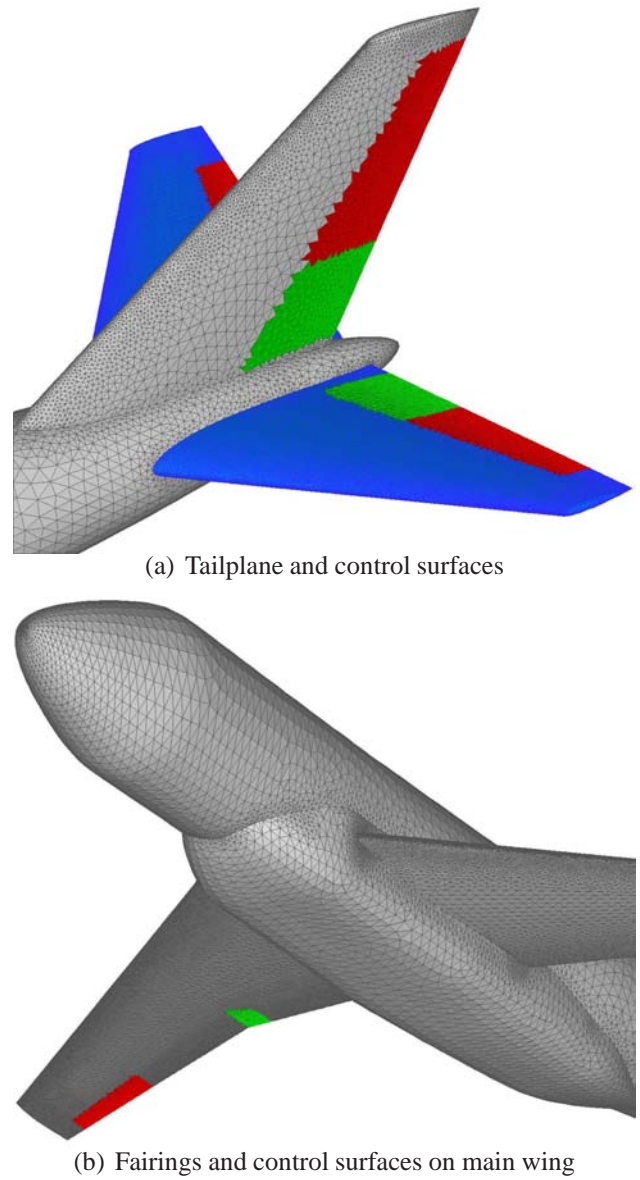 (a) Tailplane and control surfaces
(b) Fairings and control surfaces on main wing